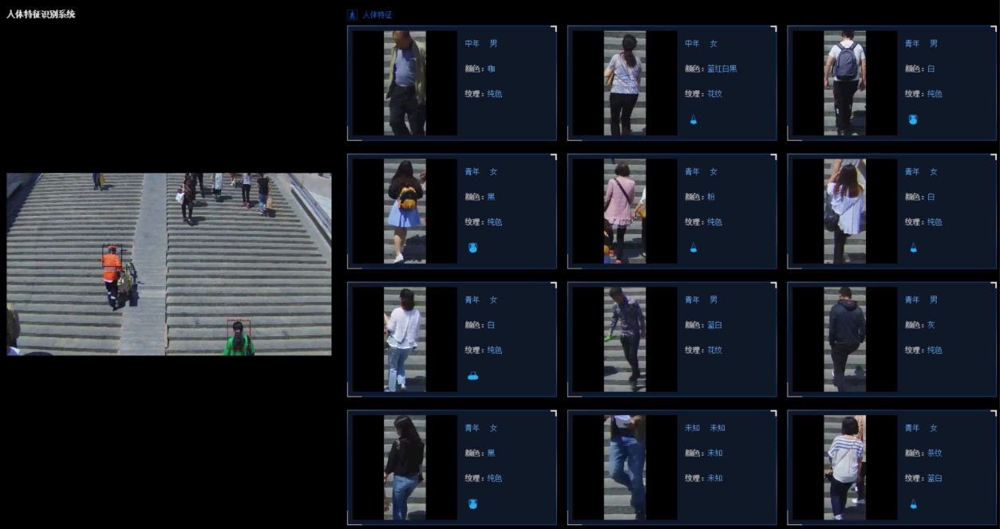 人体特征识别系统
人体特征
中年 男
颜色：咖
纹理：纯色
中年 女
颜色：蓝红白黑
纹理：花纹
青年 男
颜色：白
纹理：纯色
青年 女
颜色：黑
纹理：纯色
青年 女
颜色：粉
纹理：纯色
青年 女
颜色：白
纹理：纯色
青年 女
颜色：白
纹理：纯色
青年 男
颜色：蓝白
纹理：花纹
青年 男
颜色：灰
纹理：纯色
青年 女
颜色：黑
纹理：纯色
未知 未知
颜色：未知
纹理：未知
青年 女
颜色：条纹
纹理：蓝白